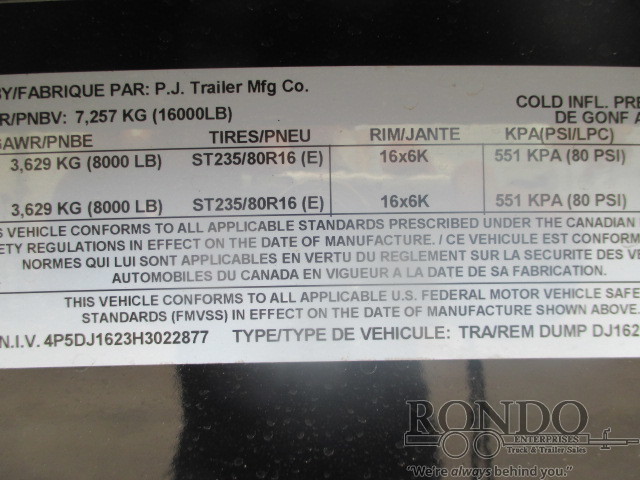 BY/FABRIQUE PAR: P.J. Trailer Mfg Co.
R/PNBV: 7,257 KG (16000LB)
COLD INFL. PRE
DE GONF A
GAWR/PNBE TIRES/PNEU RIM/JANTE KPA(PSI/LPC)
3,629 KG (8000 LB) ST235/80R16 (E) 16x6K 551 KPA (80 PSI)
3,629 KG (8000 LB) ST235/80R16 (E) 16x6K 551 KPA (80 PSI)
S VEHICLE CONFORMS TO ALL APPLICABLE STANDARDS PRESCRIBED UNDER THE CANADIAN
ETY REGULATIONS IN EFFECT ON THE DATE OF MANUFACTURE. / CE VEHICULE EST CONFORM
NORMES QUI LUI SONT APPLICABLES EN VERTU DU REGLEMENT SUR LA SECURITE DES VE
AUTOMOBILES DU CANADA EN VIGUEUR A LA DATE DE SA FABRICATION.
THIS VEHICLE CONFORMS TO ALL APPLICABLE U.S. FEDERAL MOTOR VEHICLE SAFE
STANDARDS (FMVSS) IN EFFECT ON THE DATE OF MANUFACTURE.
N.I.V. 4P5DJ1623H3022877 TYPE/TYPE DE VEHICULE: TRA/REM DUMP DJ162
RONDO
ENTERPRISES
Truck & Trailer Sales
"We're always behind you."